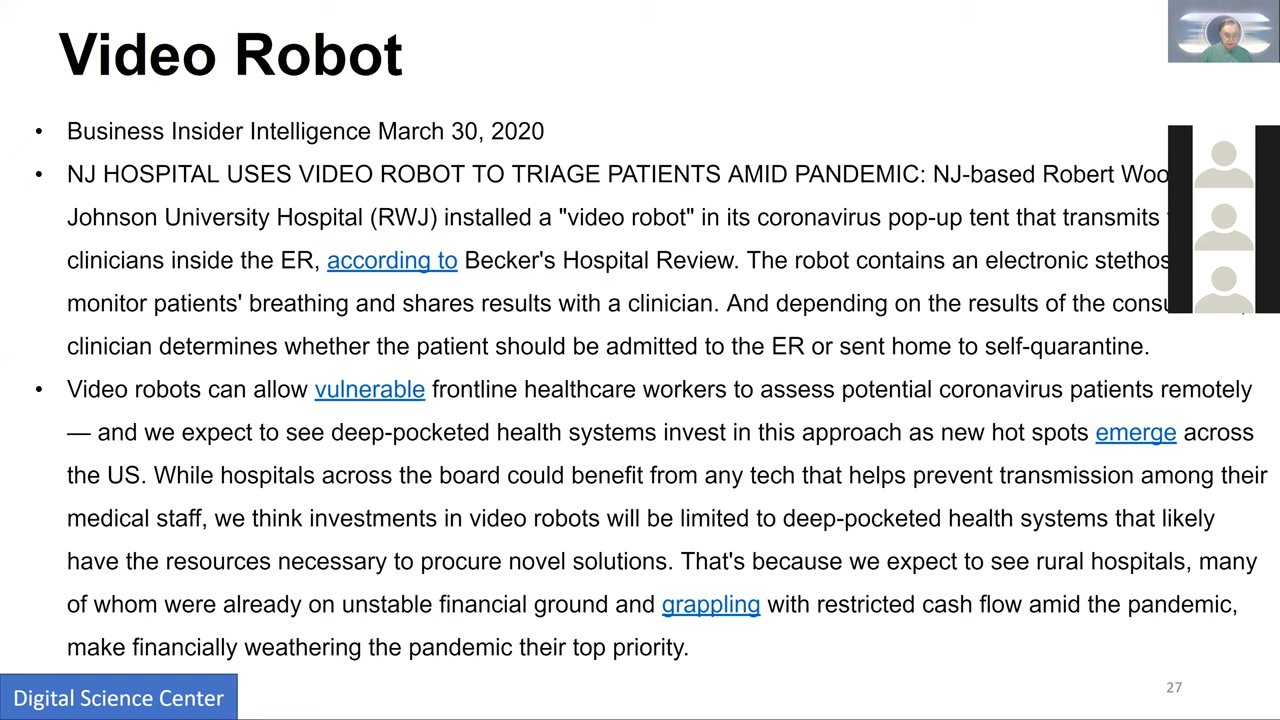 Video Robot
• Business Insider Intelligence March 30, 2020
• NJ HOSPITAL USES VIDEO ROBOT TO TRIAGE PATIENTS AMID PANDEMIC: NJ-based Robert
Johnson University Hospital (RWJ) installed a "video robot" in its coronavirus pop-up tent that transmits
clinicians inside the ER, according to Becker's Hospital Review. The robot contains an electronic
monitor patients' breathing and shares results with a clinician. And depending on the results of the
clinician determines whether the patient should be admitted to the ER or sent home to self-quarantine.
• Video robots can allow vulnerable frontline healthcare workers to assess potential coronavirus patients remotely
— and we expect to see deep-pocketed health systems invest in this approach as new hot spots emerge across
the US. While hospitals across the board could benefit from any tech that helps prevent transmission among their
medical staff, we think investments in video robots will be limited to deep-pocketed health systems that likely
have the resources necessary to procure novel solutions. That's because we expect to see rural hospitals, many
of whom were already on unstable financial ground and grappling with restricted cash flow amid the pandemic,
make financially weathering the pandemic their top priority.
Digital Science Center
27